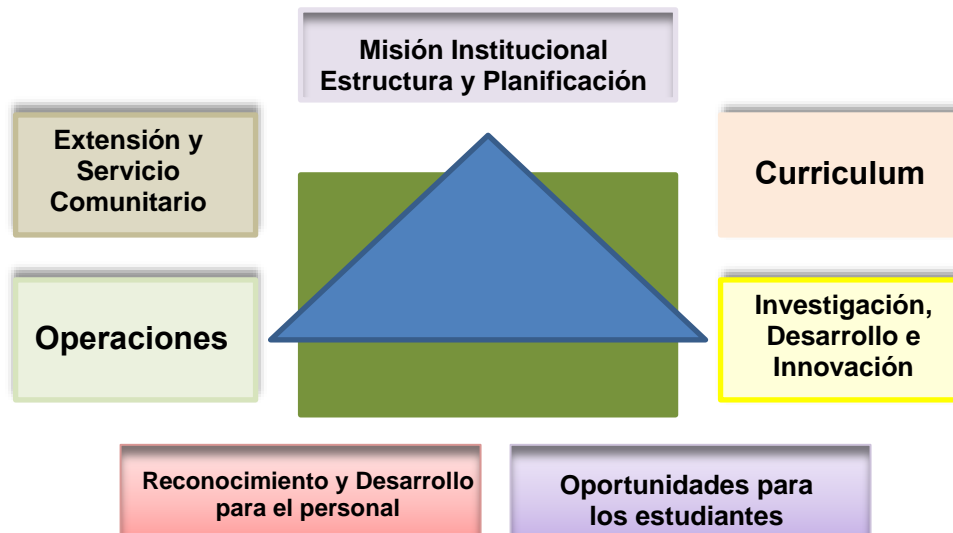 Misión Institucional
Estructura y Planificación
Extensión y
Servicio
Comunitario
Curriculum
Operaciones
Investigación,
Desarrollo e
Innovación
Reconocimiento y Desarrollo
para el personal
Oportunidades para
los estudiantes